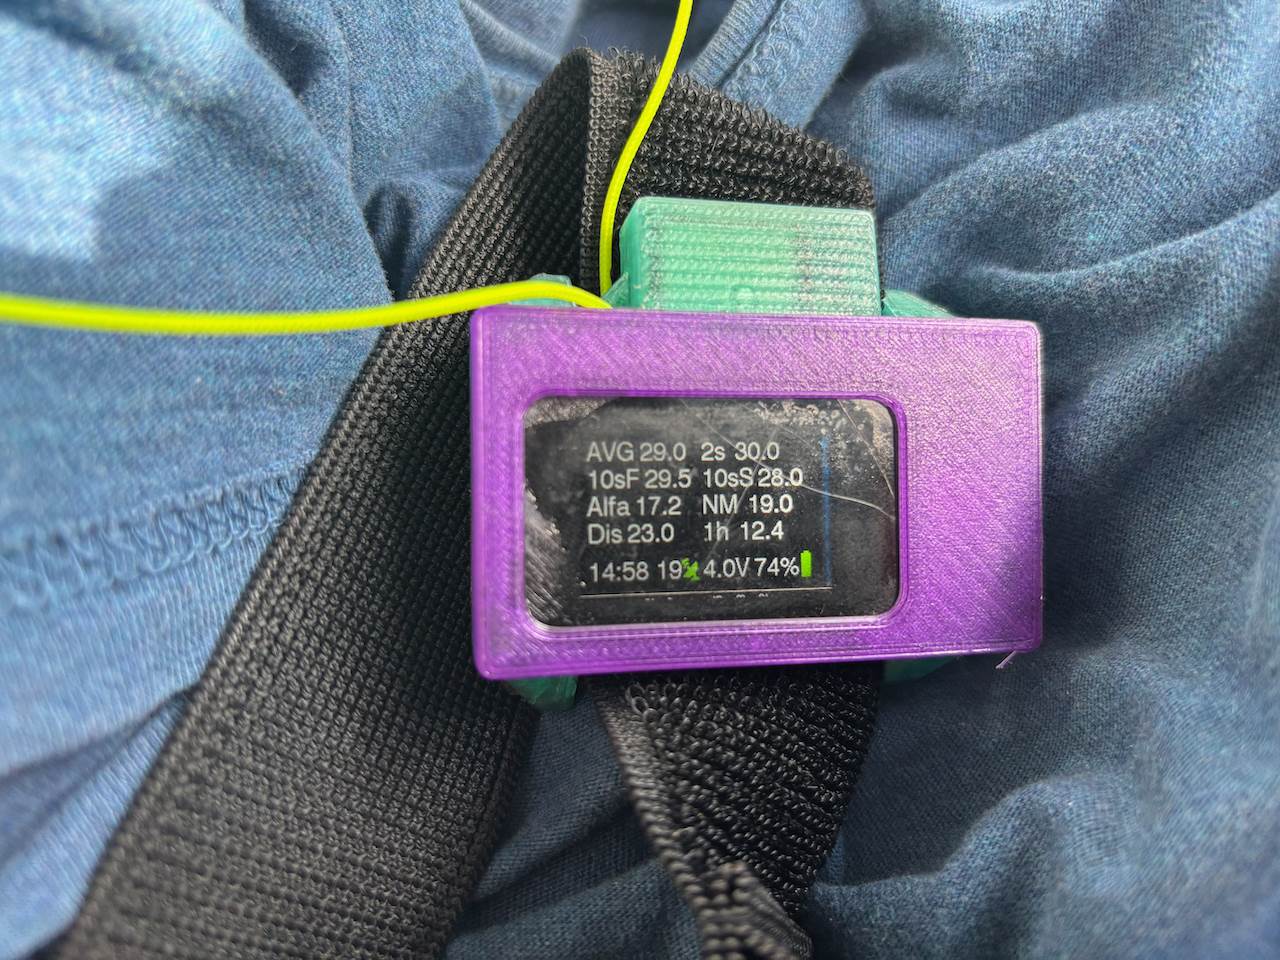 AVG 29.0 2s 30.0
10sF 29.5 10sS 28.0
Alfa 17.2 NM 19.0
Dis 23.0 1h 12.4
14:58 19 4.0V 74%